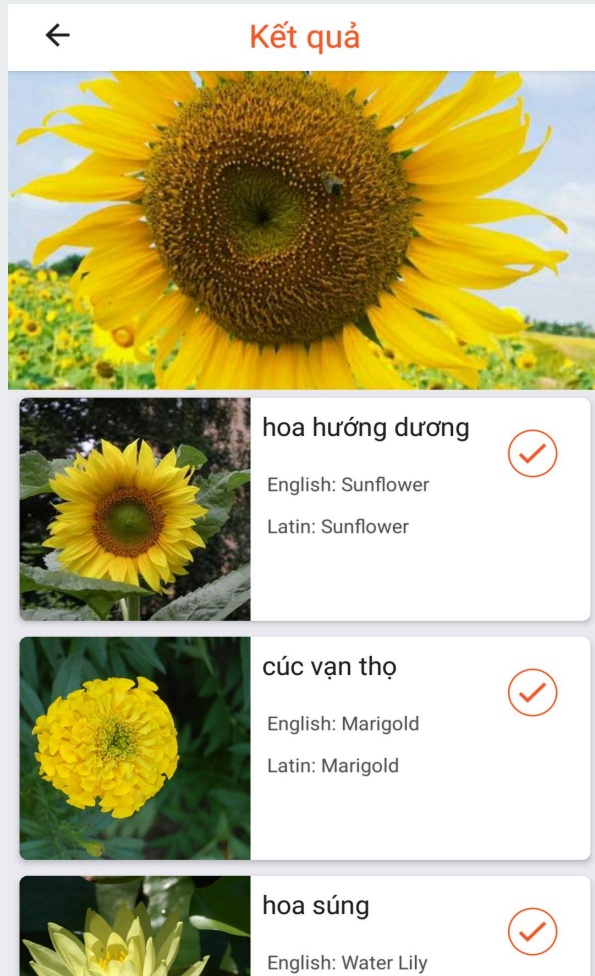 Kết quả
hoa hướng dương
English: Sunflower
Latin: Sunflower
cúc vạn thọ
English: Marigold
Latin: Marigold
hoa súng
English: Water Lily